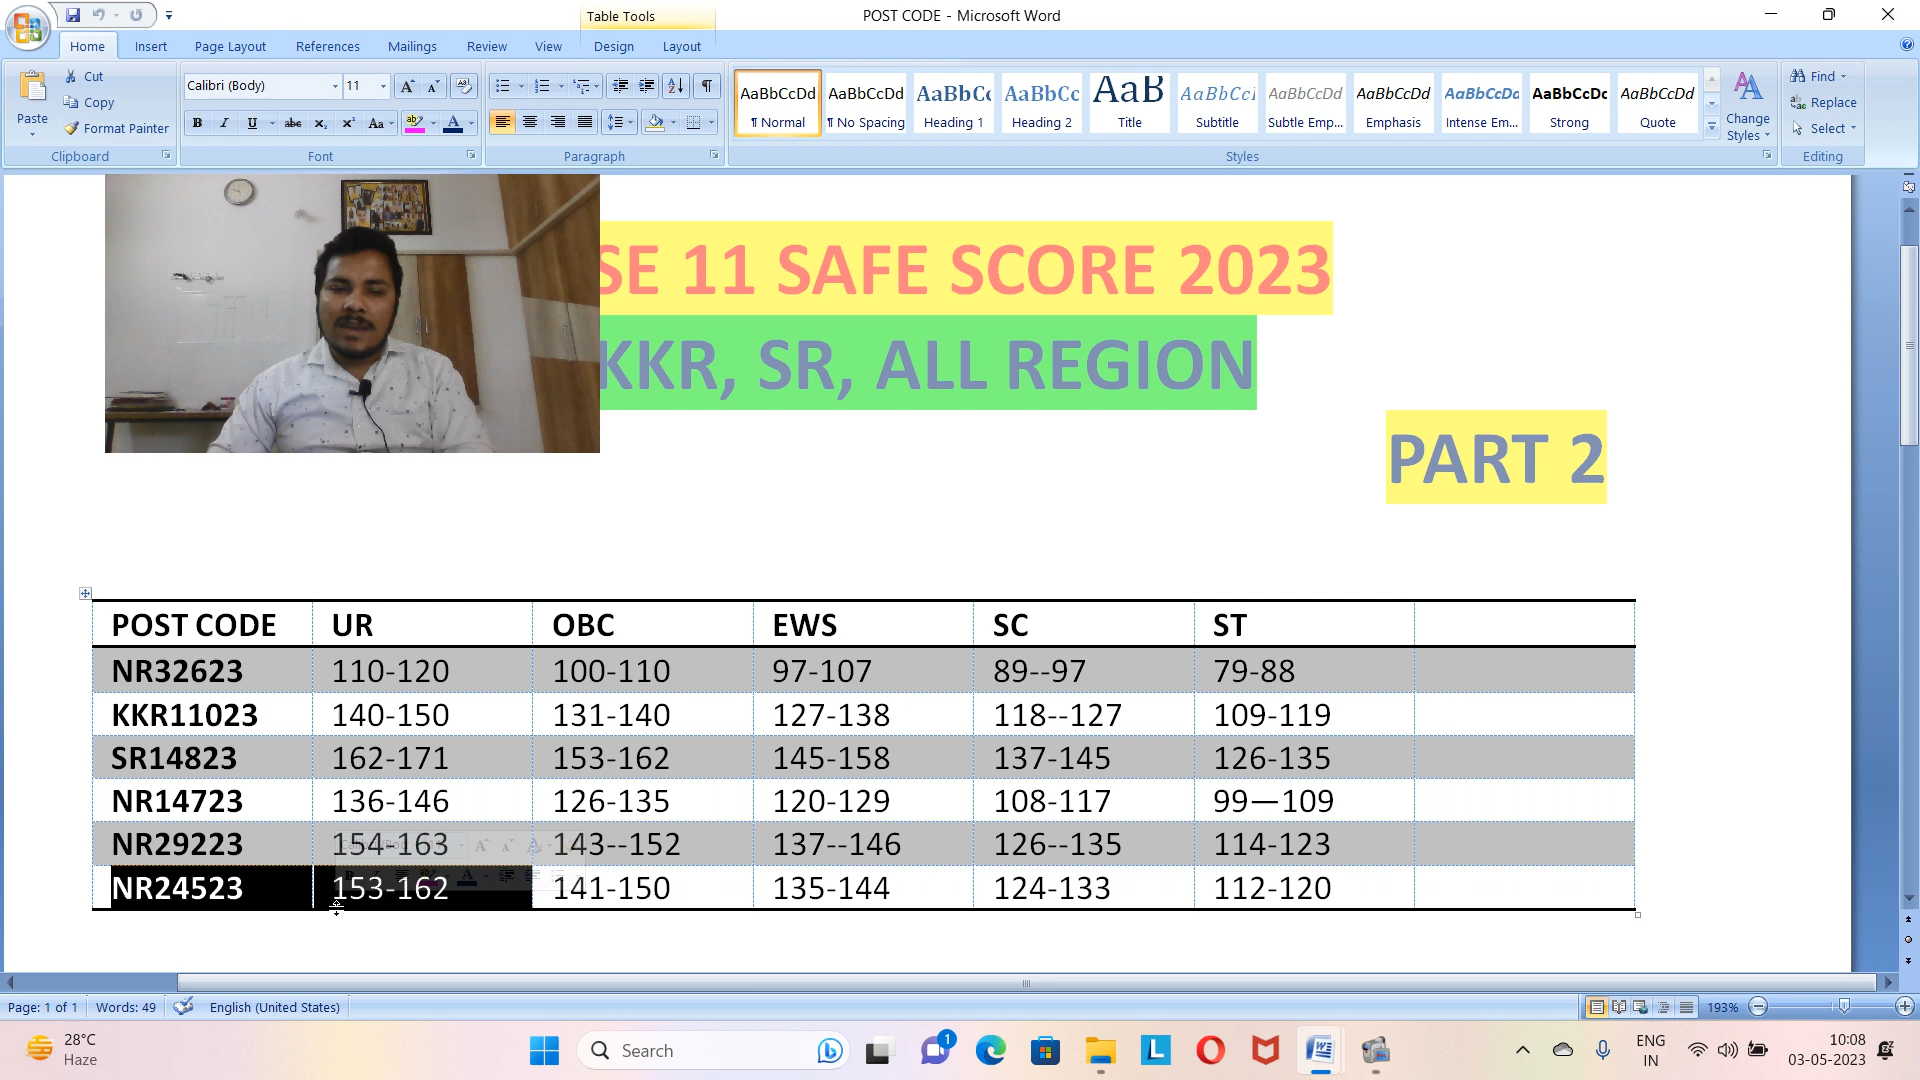 POST CODE - Microsoft Word
Table Tools
Home Insert Page Layout References Mailings Review View Design Layout
Paste
Cut
Copy
Format Painter
Clipboard
Calibri (Body) 11
Font
Paragraph
AaBbCcDd AaBbCcDd AaBbCc AaBbCc AaB AaBbCcI AaBbCcDd AaBbCcDd AaBbCcDd AaBbCcDc AaBbCcDd
¶ Normal ¶ No Spacing Heading 1 Heading 2 Title Subtitle Subtle Emp... Emphasis Intense Em... Strong Quote
Change Styles
Styles
Find
Replace
Select
Editing
SE 11 SAFE SCORE 2023
KKR, SR, ALL REGION
PART 2
POST CODE UR OBC EWS SC ST
NR32623 110-120 100-110 97-107 89--97 79-88
KKR11023 140-150 131-140 127-138 118--127 109-119
SR14823 162-171 153-162 145-158 137-145 126-135
NR14723 136-146 126-135 120-129 108-117 99—109
NR29223 154-163 143--152 137--146 126--135 114-123
NR24523 153-162 141-150 135-144 124-133 112-120
Page: 1 of 1 Words: 49 English (United States) 193%
28°C
Haze
Search
1
ENG
IN
10:08
03-05-2023